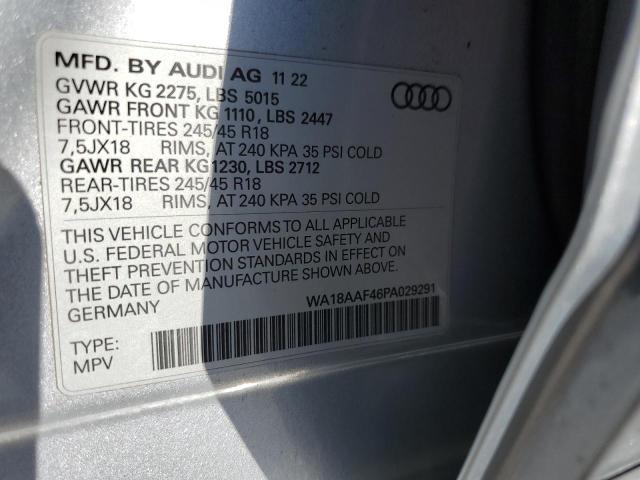 MFD. BY AUDI AG 11 22
GVWR KG 2275, LBS 5015
GAWR FRONT KG 1110, LBS 2447
FRONT-TIRES 245/45 R18
7,5JX18 RIMS, AT 240 KPA 35 PSI COLD
GAWR REAR KG1230, LBS 2712
REAR-TIRES 245/45 R18
7,5JX18 RIMS, AT 240 KPA 35 PSI COLD
THIS VEHICLE CONFORMS TO ALL APPLICABLE
U.S. FEDERAL MOTOR VEHICLE SAFETY AND
THEFT PREVENTION STANDARDS IN EFFECT ON
THE DATE OF MANUFACTURE SHOWN ABOVE
GERMANY WA18AAF46PA029291
TYPE:
MPV